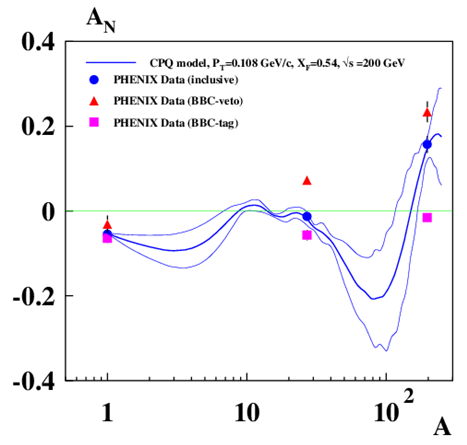 A_N
0.4
CPQ model, P_T=0.108 GeV/c, X_F=0.54, √s =200 GeV
PHENIX Data (inclusive)
PHENIX Data (BBC-veto)
PHENIX Data (BBC-tag)
0.2
0
-0.2
-0.4
1 10 10^2
A